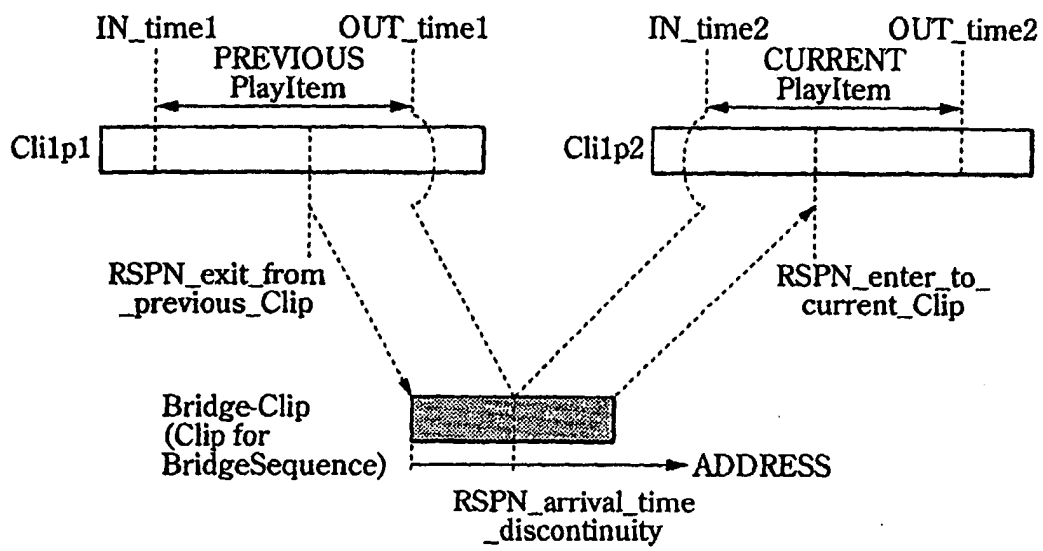 IN_time1
OUT_time1
IN_time2
OUT_time2
PREVIOUS
PlayItem
CURRENT
PlayItem
Cli1p1
Cli1p2
RSPN_exit_from
_previous_Clip
RSPN_enter_to_
current_Clip
Bridge-Clip
(Clip for
BridgeSequence)
ADDRESS
RSPN_arrival_time
_discontinuity